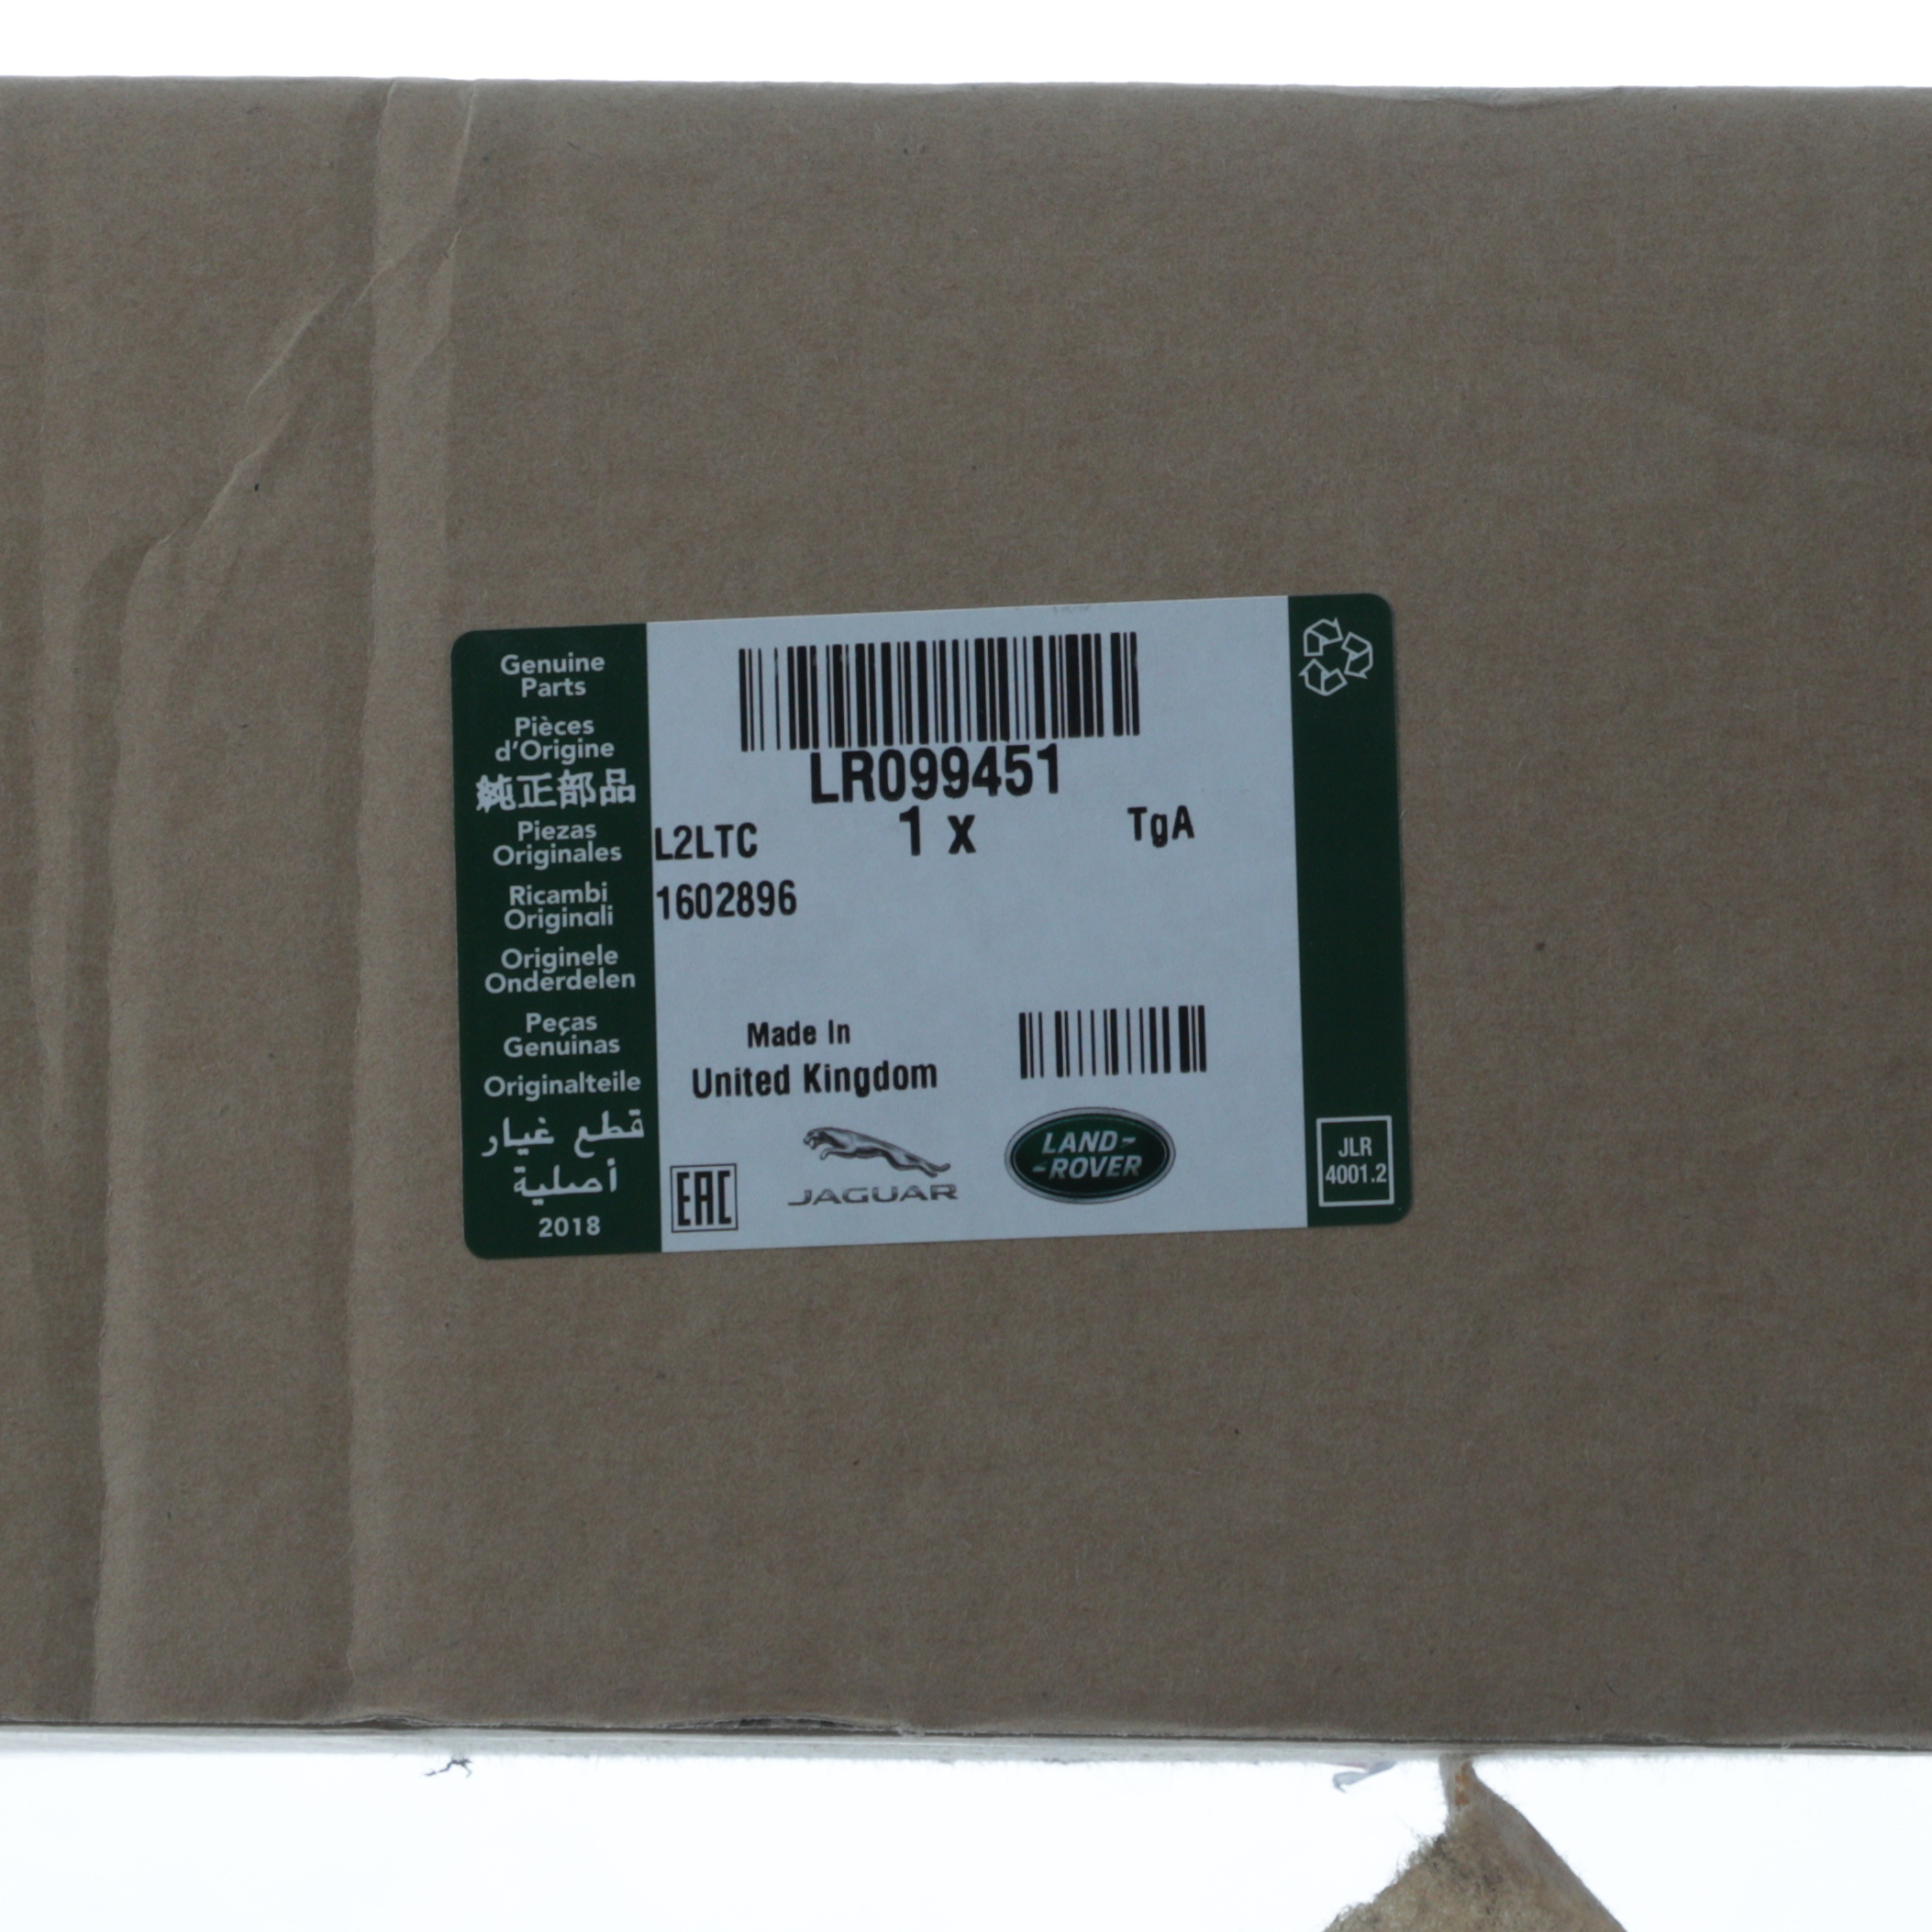 Genuine
Parts
Pièces
d'Origine
純正部品
Piezas
Originales
Ricambi
Originali
Originele
Onderdelen
Peças
Genuinas
Originalteile
قطع غيار
أصلية
2018
LR099451
L2LTC 1 x TgA
1602896
Made In
United Kingdom
EAC
JAGUAR
LAND-
-ROVER
JLR
4001.2